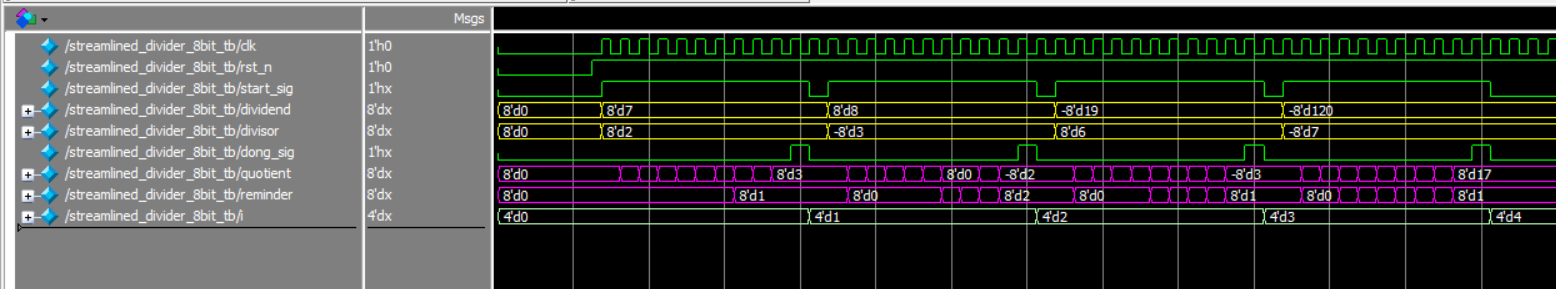 Msgs
/streamlined_divider_8bit_tb/clk 1'h0
/streamlined_divider_8bit_tb/rst_n 1'h0
/streamlined_divider_8bit_tb/start_sig 1'hx
/streamlined_divider_8bit_tb/dividend 8'dx 8'd0 8'd7 8'd8 -8'd19 -8'd120
/streamlined_divider_8bit_tb/divisor 8'dx 8'd0 8'd2 -8'd3 8'd6 -8'd7
/streamlined_divider_8bit_tb/dong_sig 1'hx
/streamlined_divider_8bit_tb/quotient 8'dx 8'd0 8'd3 8'd0 -8'd2 -8'd3 8'd17
/streamlined_divider_8bit_tb/reminder 8'dx 8'd0 8'd1 8'd0 8'd2 8'd0 8'd1 8'd0 8'd1
/streamlined_divider_8bit_tb/i 4'dx 4'd0 4'd1 4'd2 4'd3 4'd4